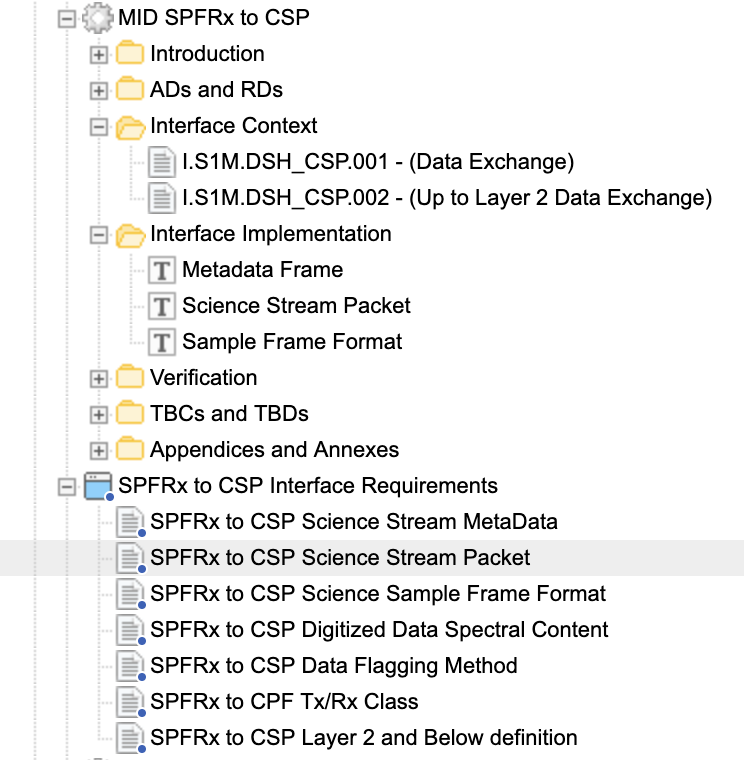 MID SPFRx to CSP
Introduction
ADs and RDs
Interface Context
I.S1M.DSH_CSP.001 - (Data Exchange)
I.S1M.DSH_CSP.002 - (Up to Layer 2 Data Exchange)
Interface Implementation
T Metadata Frame
T Science Stream Packet
T Sample Frame Format
Verification
TBCs and TBDs
Appendices and Annexes
SPFRx to CSP Interface Requirements
SPFRx to CSP Science Stream MetaData
SPFRx to CSP Science Stream Packet
SPFRx to CSP Science Sample Frame Format
SPFRx to CSP Digitized Data Spectral Content
SPFRx to CSP Data Flagging Method
SPFRx to CPF Tx/Rx Class
SPFRx to CSP Layer 2 and Below definition